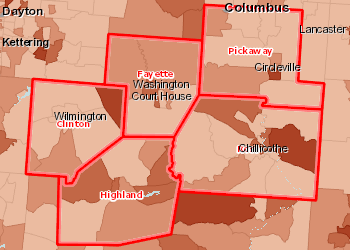 Dayton
Columbus
Lancaster
Kettering
Pickaway
Circleville
Fayette
Washington
Court House
Wilmington
Clinton
Chillicothe
Highland